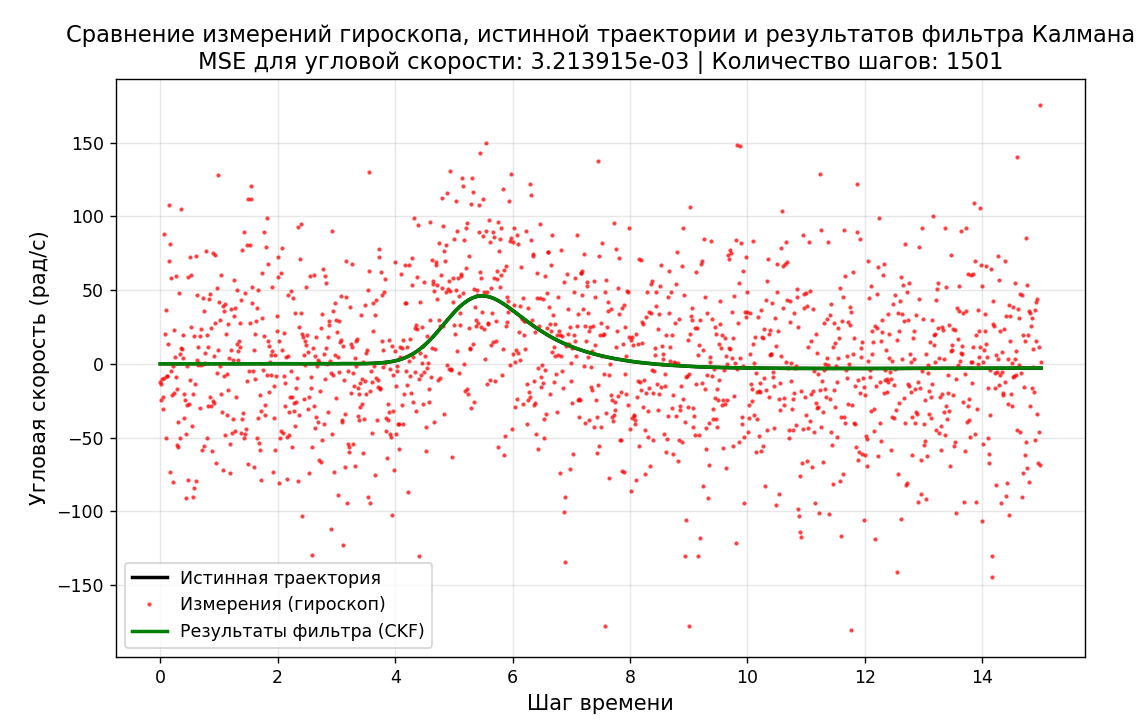 Сравнение измерений гироскопа, истинной траектории и результатов фильтра Калмана
MSE для угловой скорости: 3.213915e-03 | Количество шагов: 1501
Угловая скорость (рад/с)
150
100
50
0
−50
−100
−150
Истинная траектория
Измерения (гироскоп)
Результаты фильтра (CKF)
0 2 4 6 8 10 12 14
Шаг времени